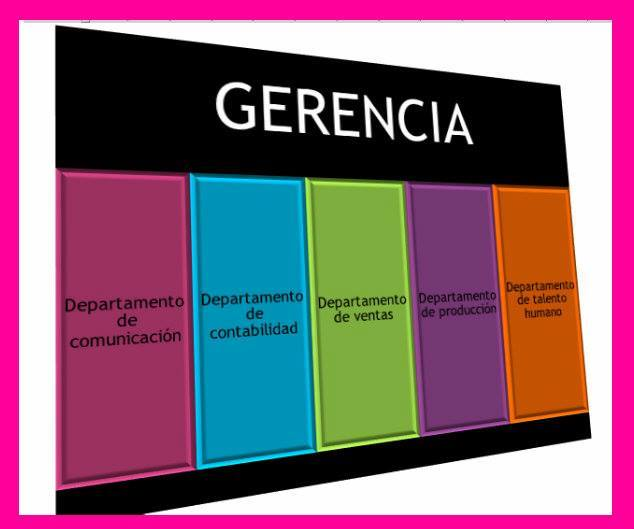 GERENCIA
Departamento
de
comunicación
Departamento
de
contabilidad
Departamento
de ventas
Departamento
de producción
Departamento
de talento
humano